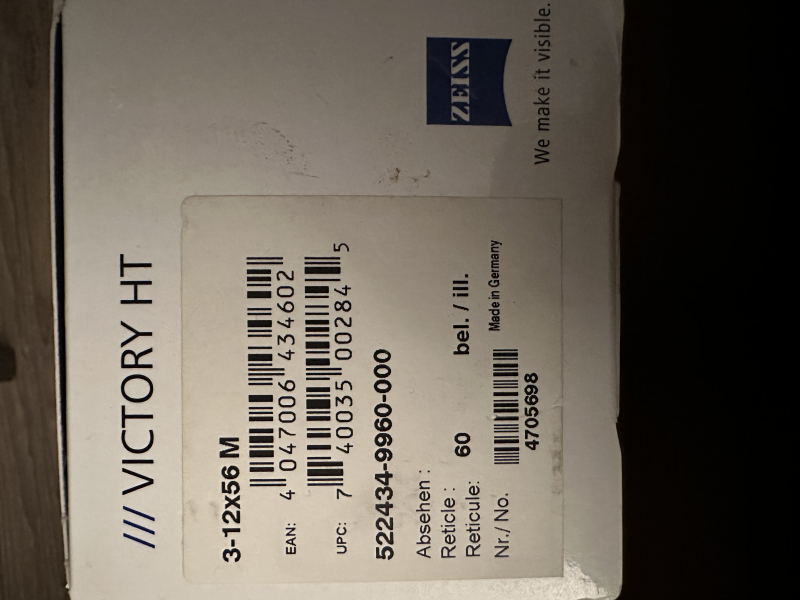 /// VICTORY HT
ZEISS
We make it visible.
3-12x56 M
EAN: 4 047006 434602
UPC: 7 40035 00284 5
522434-9960-000
Absehen :
Reticle : 60 bel. / ill.
Reticule:
Nr./ No. 4705698 Made in Germany